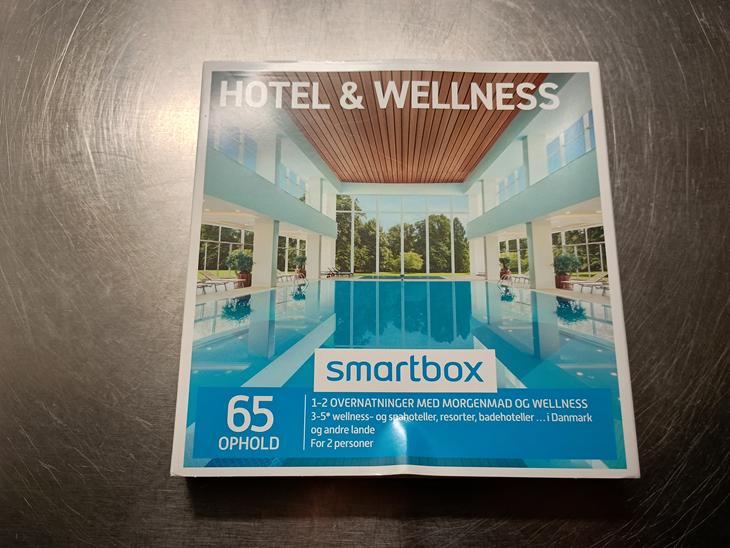 HOTEL & WELLNESS
smartbox
65
OPHOLD
1-2 OVERNATNINGER MED MORGENMAD OG WELLNESS
3-5* wellness- og spahoteller, resorter, badehoteller ... i Danmark
og andre lande
For 2 personer